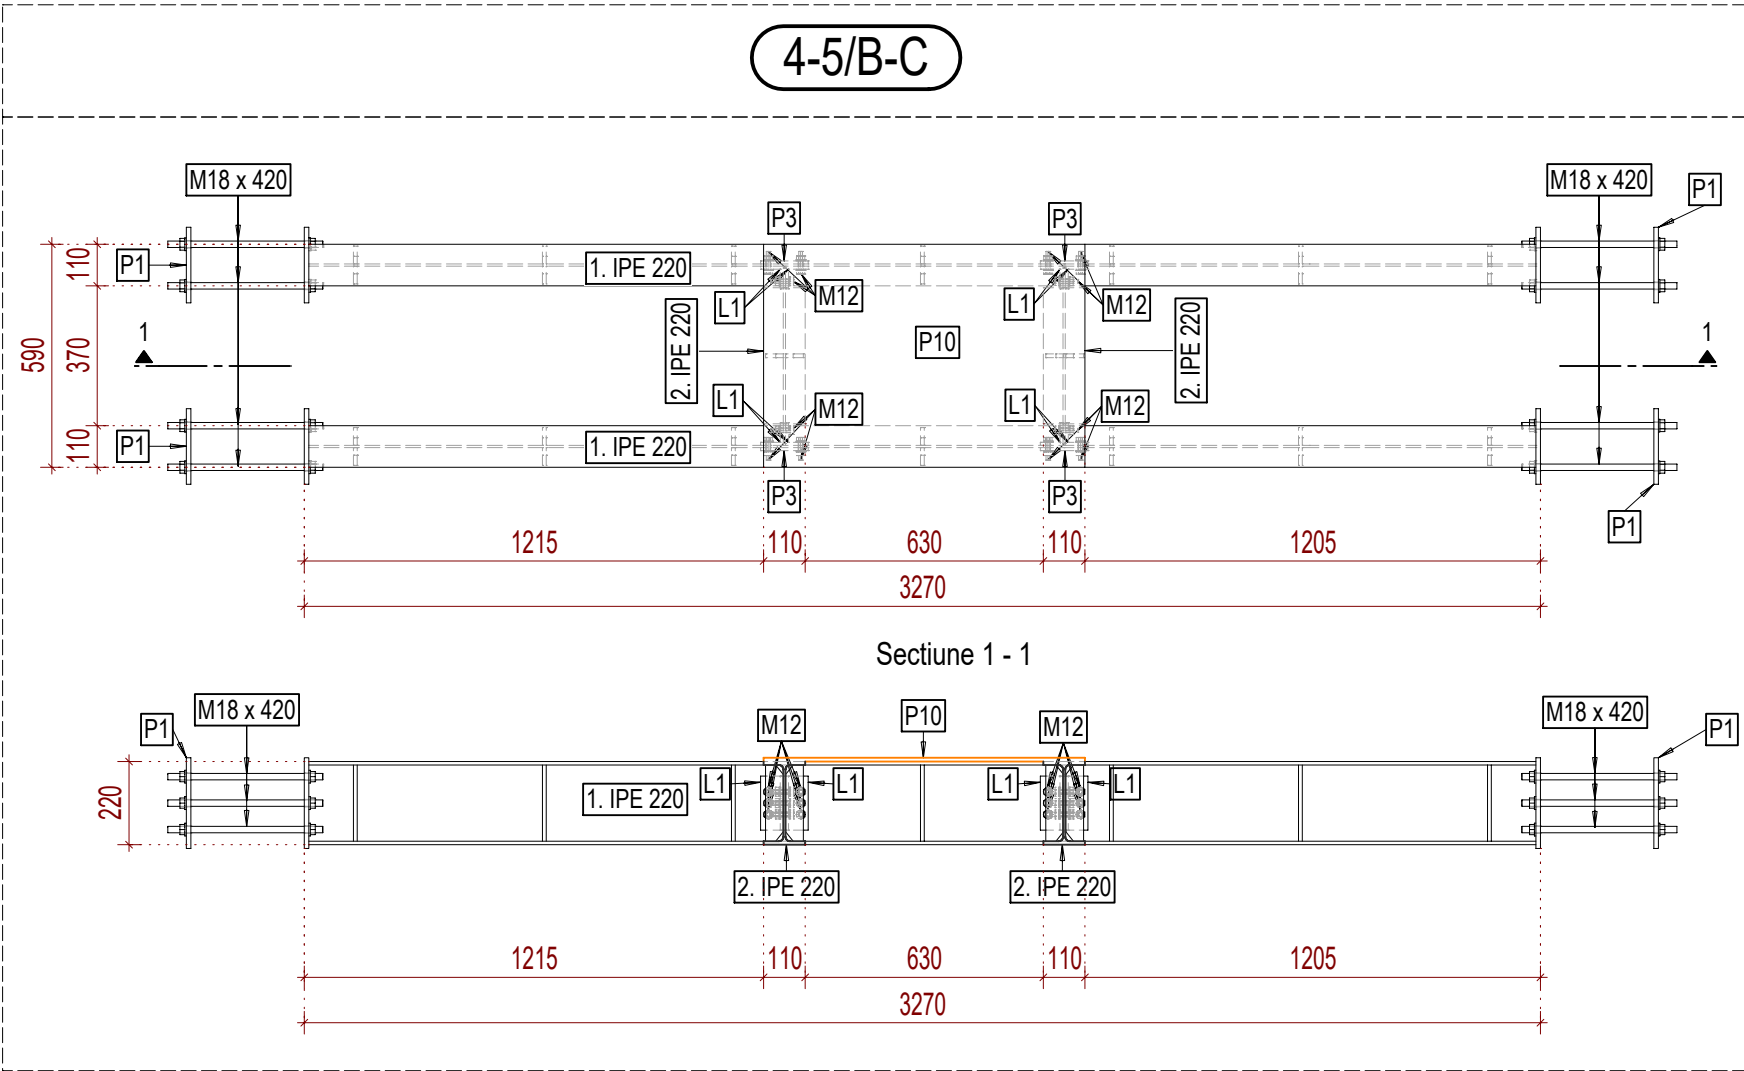 4-5/B-C
M18 x 420
M18 x 420
P1
P3
P3
P1
110
1. IPE 220
L1
M12
L1
M12
590
370
1
2. IPE 220
P10
2. IPE 220
1
L1
M12
L1
M12
P1
110
1. IPE 220
P3
P3
P1
1215
110
630
110
1205
3270
Sectiune 1 - 1
P1
M18 x 420
M12
P10
M12
M18 x 420
P1
220
1. IPE 220
L1
L1
L1
L1
2. IPE 220
2. IPE 220
1215
110
630
110
1205
3270